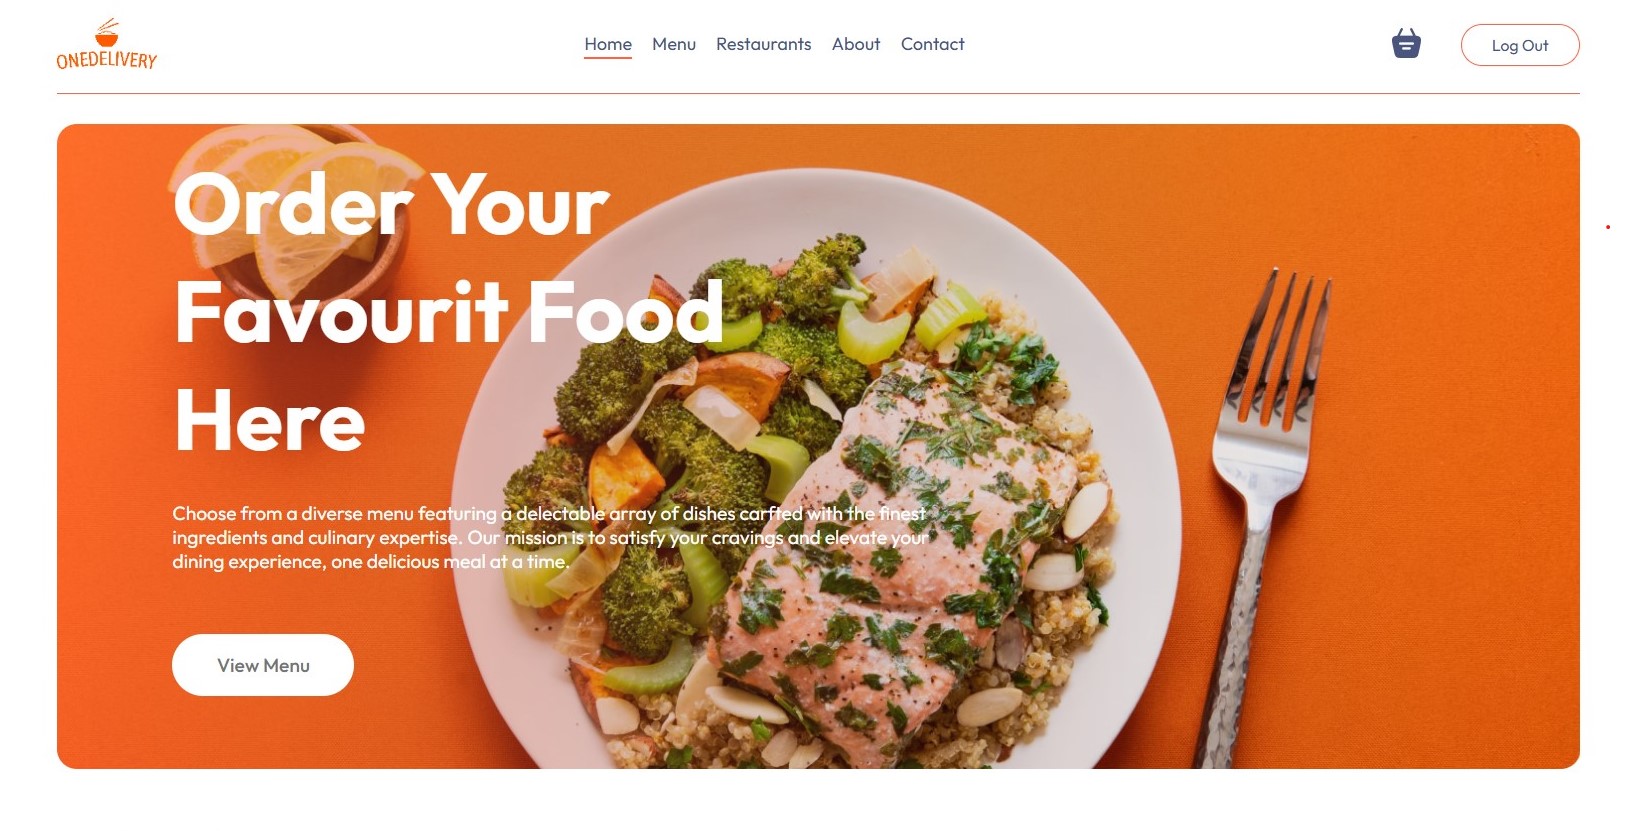 ONEDELIVERY
Home Menu Restaurants About Contact
Log Out
Order Your
Favourit Food
Here
Choose from a diverse menu featuring a delectable array of dishes carfted with the finest
ingredients and culinary expertise. Our mission is to satisfy your cravings and elevate your
dining experience, one delicious meal at a time.
View Menu